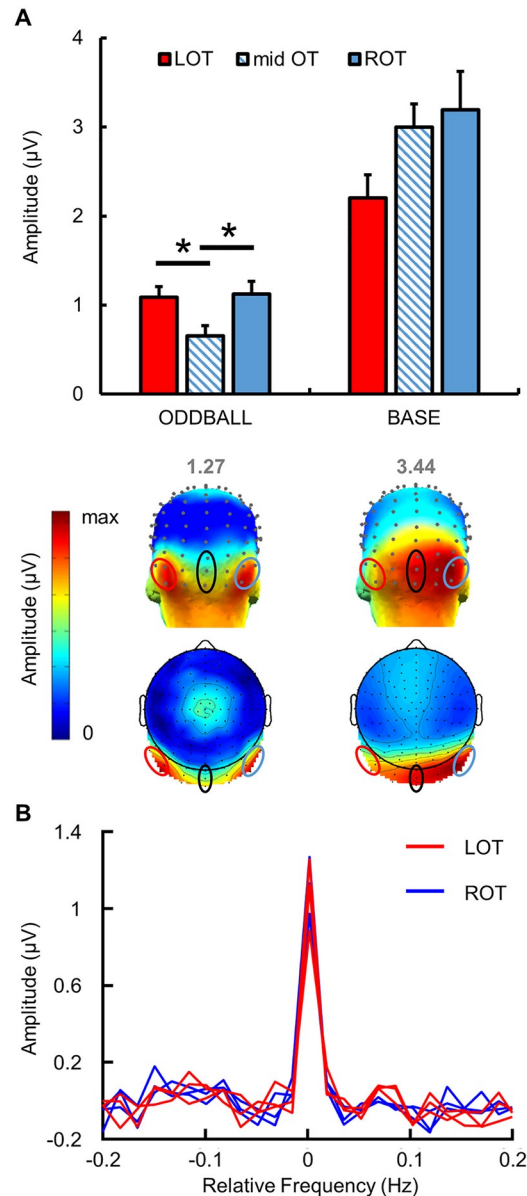 A
4
LOT mid OT ROT
3
Amplitude (µV)
2
* *
1
0
ODDBALL BASE
1.27 3.44
max
Amplitude (µV)
0
B
1.4
LOT
ROT
1
Amplitude (µV)
0.6
0.2
-0.2
-0.2 -0.1 0 0.1 0.2
Relative Frequency (Hz)